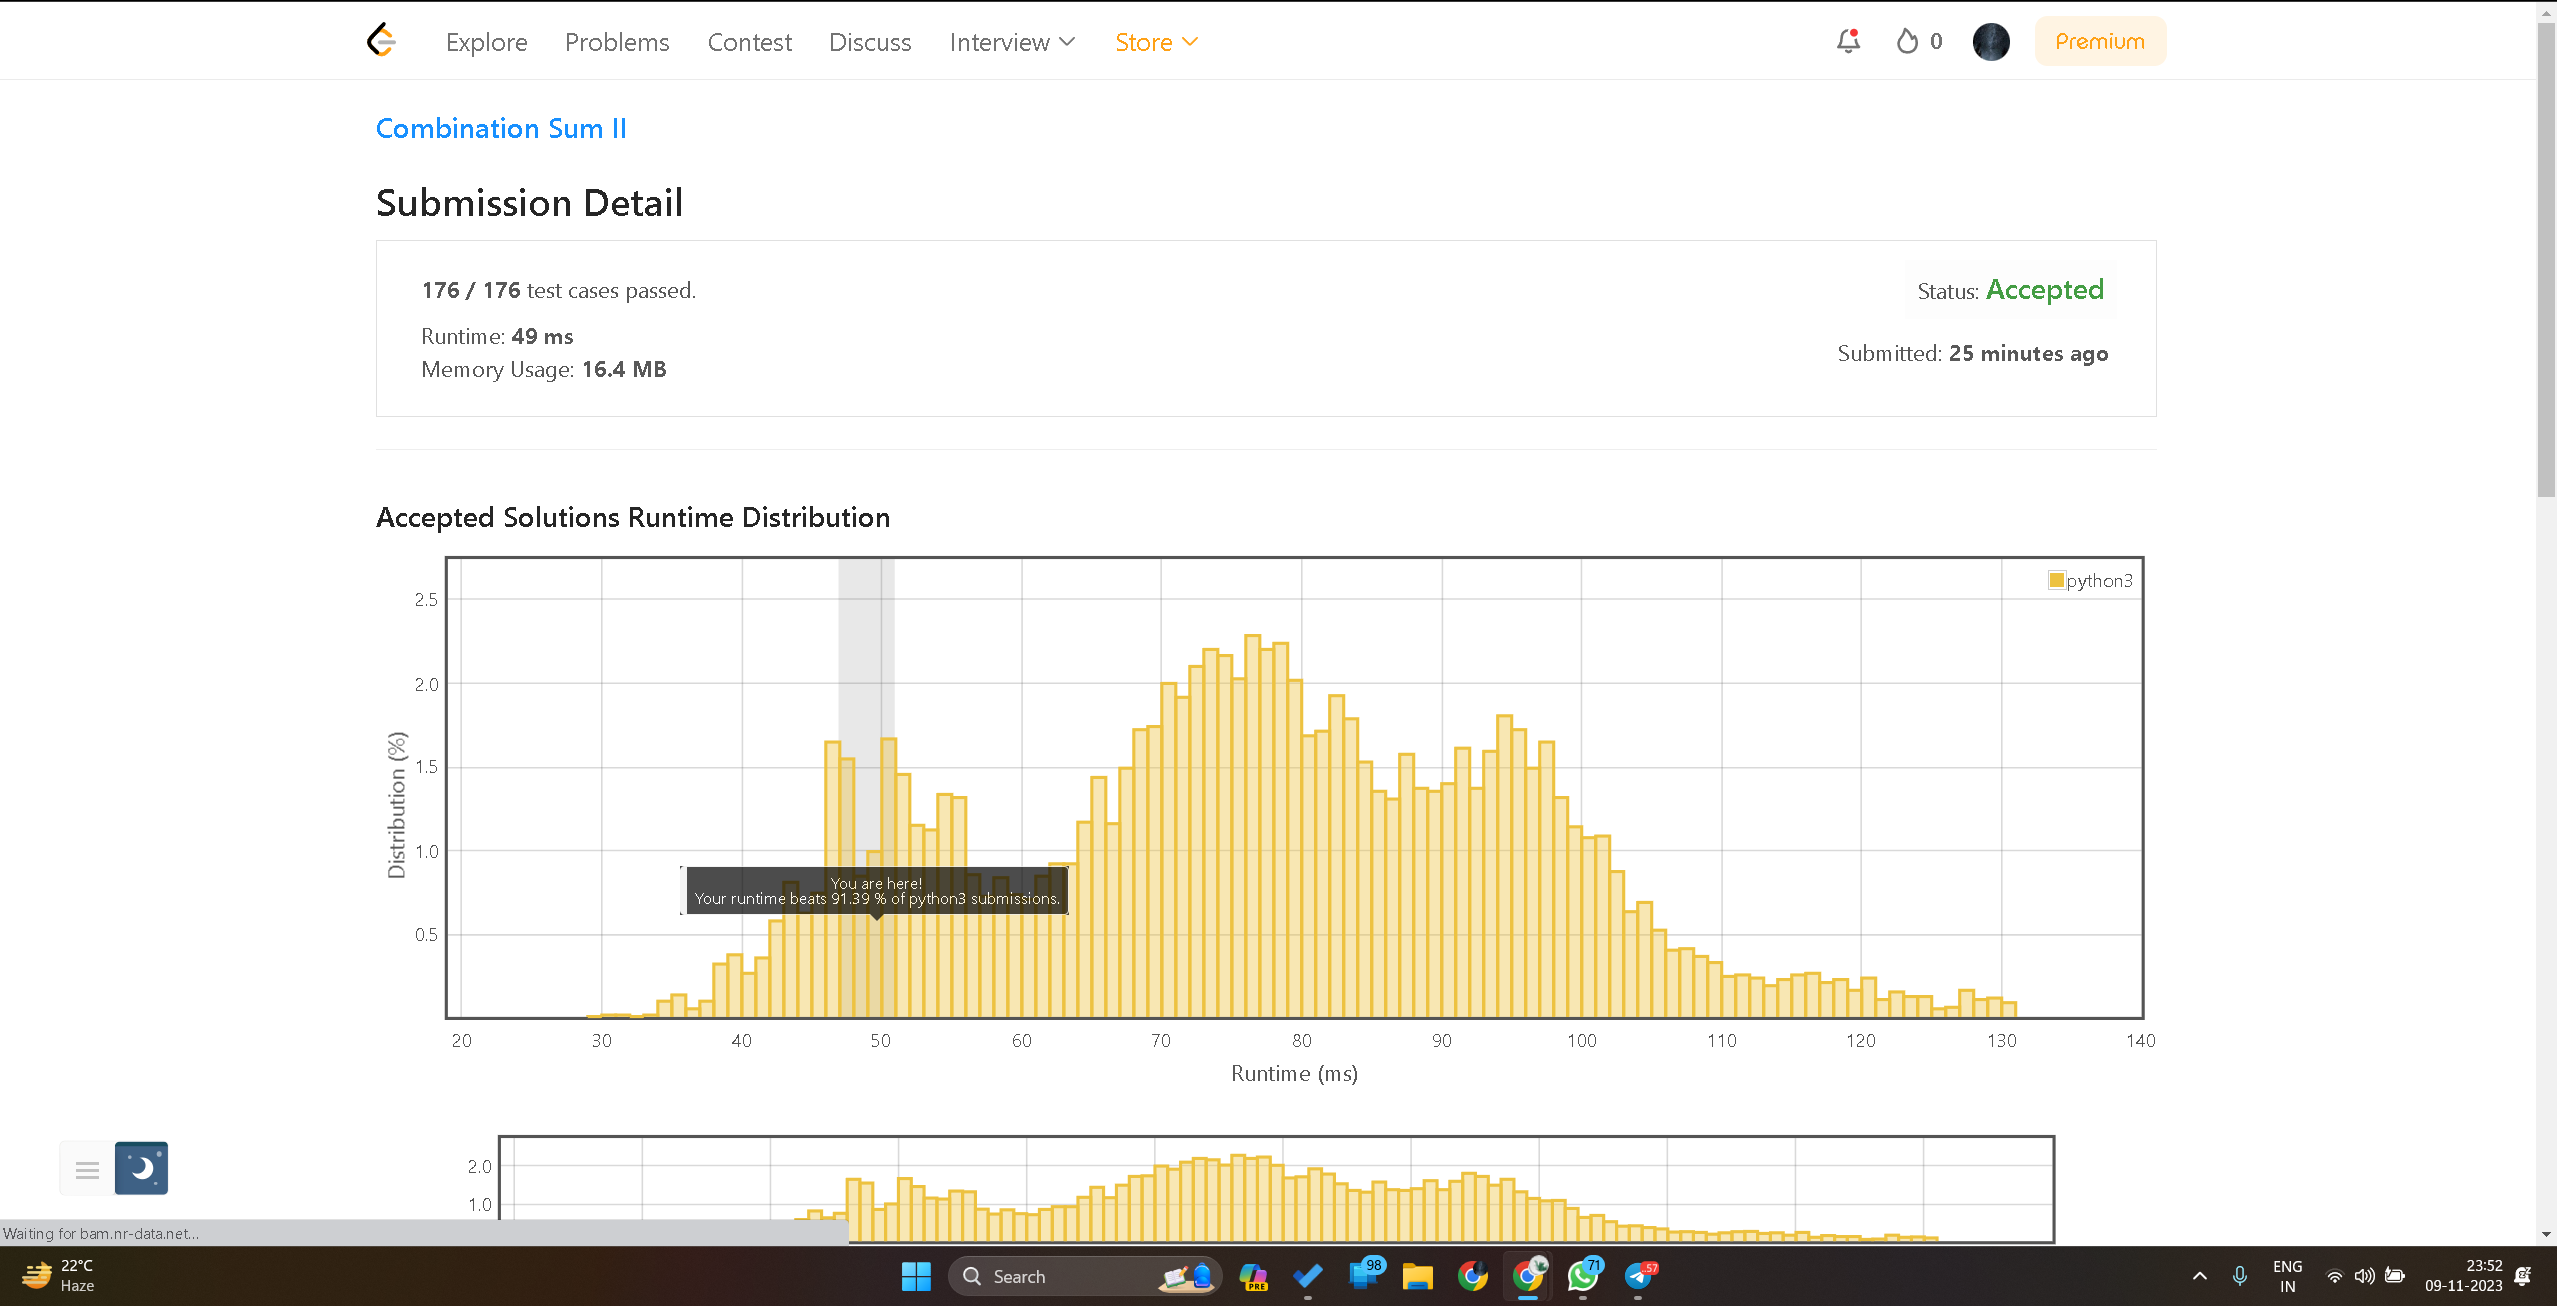 Explore Problems Contest Discuss Interview Store 0 Premium
Combination Sum II
Submission Detail
176 / 176 test cases passed.
Status: Accepted
Runtime: 49 ms
Submitted: 25 minutes ago
Memory Usage: 16.4 MB
Accepted Solutions Runtime Distribution
python3
2.5
2.0
1.5
1.0
0.5
Distribution (%)
You are here!
Your runtime beats 91.39 % of python3 submissions.
20 30 40 50 60 70 80 90 100 110 120 130 140
Runtime (ms)
2.0
1.0
Waiting for bam.nr-data.net...
22°C
Haze
Search
PRE
98
71
57
ENG
IN
23:52
09-11-2023